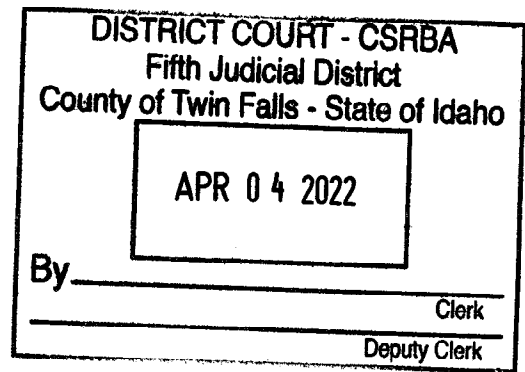 DISTRICT COURT - CSRBA
Fifth Judicial District
County of Twin Falls - State of Idaho
APR 04 2022
By
Clerk
Deputy Clerk